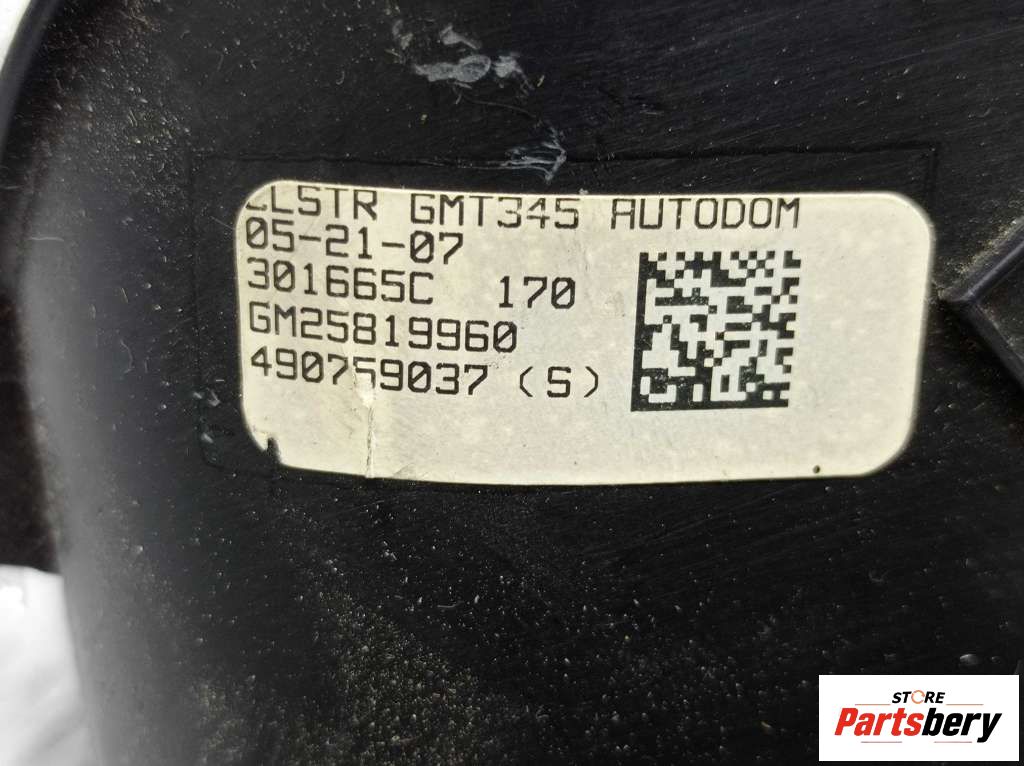 CLSTR GMT345 AUTODOM
05-21-07
301665C 170
GM25819960
490759037 (S)
STORE
Partsbery